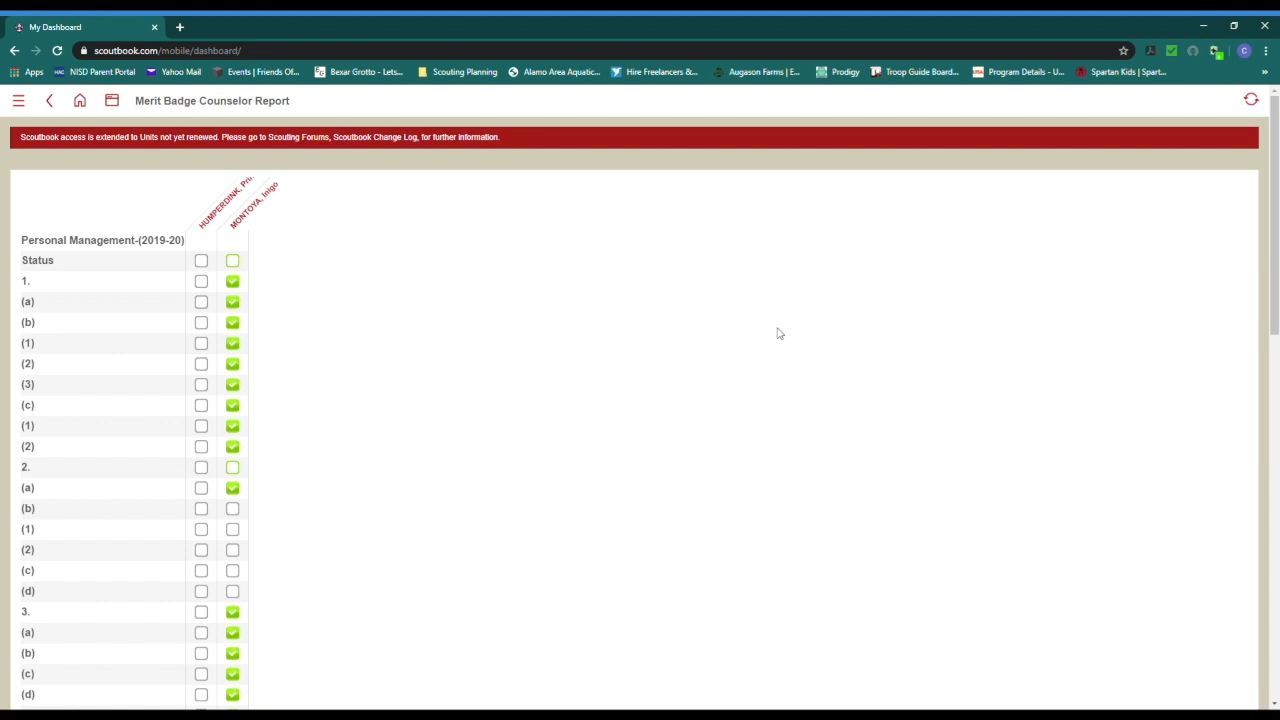 My Dashboard
scoutbook.com/mobile/dashboard/
Apps NISD Parent Portal Yahoo Mail Events | Friends Of... Bexar Grotto - Lets... Scouting Planning Alamo Area Aquatic... Hire Freelancers &... Augason Farms | E... Prodigy Troop Guide Board... Program Details - U... Spartan Kids | Spart...
Merit Badge Counselor Report
Scoutbook access is extended to Units not yet renewed. Please go to Scouting Forums, Scoutbook Change Log, for further information.
HUMPERDINK, Pri
MONTOYA, Inigo
Personal Management-(2019-20)
Status
1.
(a)
(b)
(1)
(2)
(3)
(c)
(1)
(2)
2.
(a)
(b)
(1)
(2)
(c)
(d)
3.
(a)
(b)
(c)
(d)